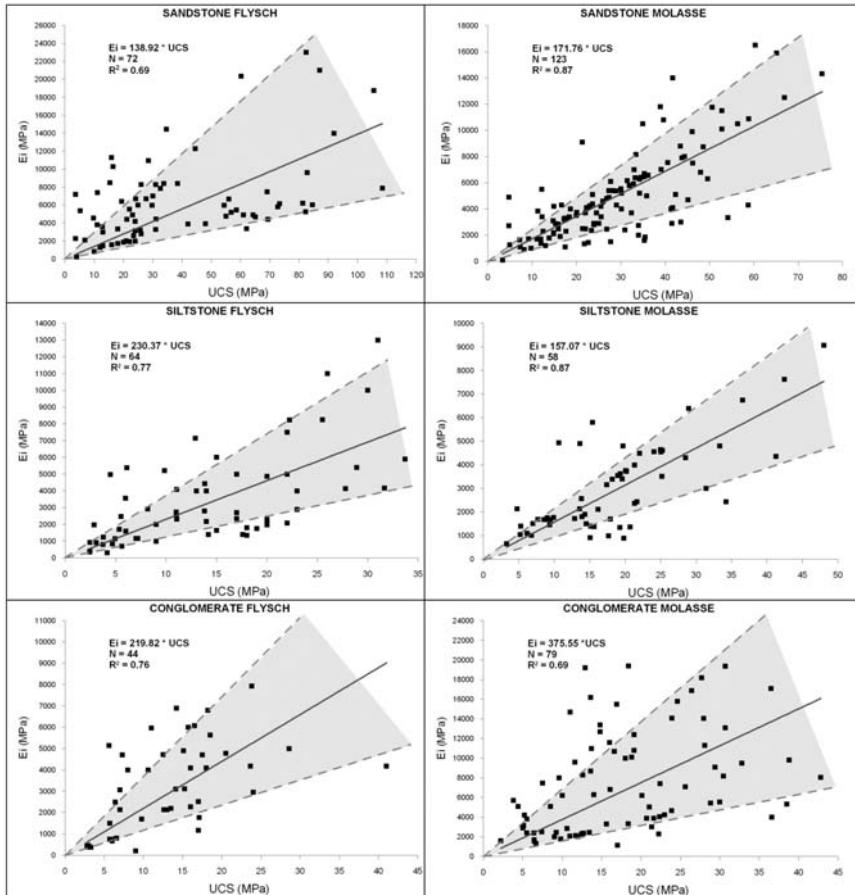 SANDSTONE FLYSCH
Ei = 138.92 * UCS
N = 72
R² = 0.69
Ei (MPa)
26000
24000
22000
20000
18000
16000
14000
12000
10000
8000
6000
4000
2000
0
0 10 20 30 40 50 60 70 80 90 100 110 120
UCS (MPa)
SANDSTONE MOLASSE
Ei = 171.76 * UCS
N = 123
R² = 0.87
Ei (MPa)
18000
16000
14000
12000
10000
8000
6000
4000
2000
0
0 10 20 30 40 50 60 70 80
UCS (MPa)
SILTSTONE FLYSCH
Ei = 230.37 * UCS
N = 64
R² = 0.77
Ei (MPa)
14000
13000
12000
11000
10000
9000
8000
7000
6000
5000
4000
3000
2000
1000
0
0 5 10 15 20 25 30 35
UCS (MPa)
SILTSTONE MOLASSE
Ei = 157.07 * UCS
N = 58
R² = 0.87
Ei (MPa)
10000
9000
8000
7000
6000
5000
4000
3000
2000
1000
0
0 5 10 15 20 25 30 35 40 45 50
UCS (MPa)
CONGLOMERATE FLYSCH
Ei = 219.82 * UCS
N = 44
R² = 0.76
Ei (MPa)
11000
10000
9000
8000
7000
6000
5000
4000
3000
2000
1000
0
0 5 10 15 20 25 30 35 40 45
UCS (MPa)
CONGLOMERATE MOLASSE
Ei = 375.55 *UCS
N = 79
R² = 0.69
Ei (MPa)
24000
22000
20000
18000
16000
14000
12000
10000
8000
6000
4000
2000
0
0 5 10 15 20 25 30 35 40 45
UCS (MPa)